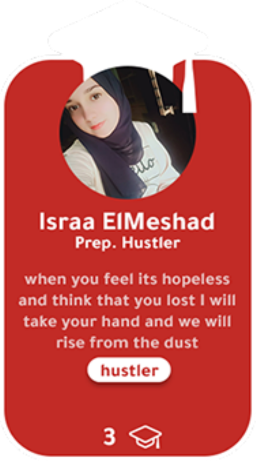 Israa ElMeshad
Prep. Hustler
when you feel its hopeless
and think that you lost I will
take your hand and we will
rise from the dust
hustler
3